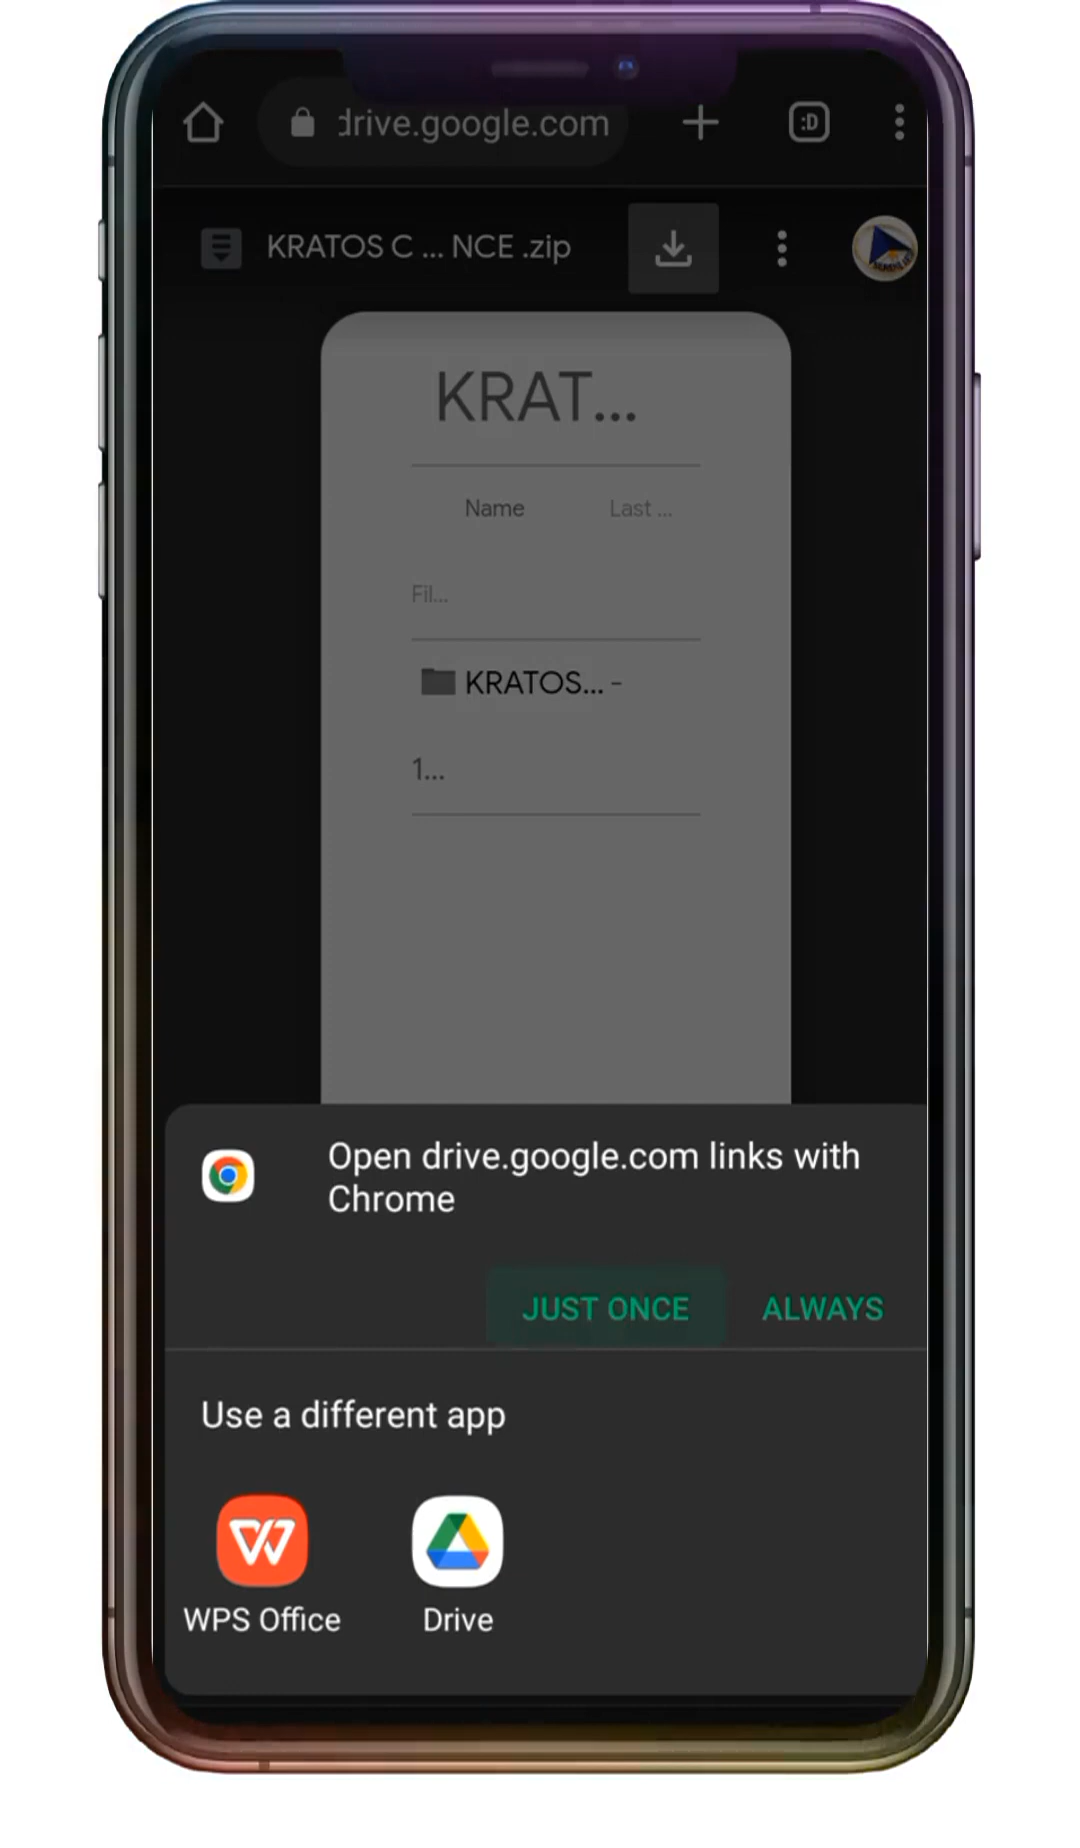 drive.google.com
:D
KRATOS C ... NCE .zip
KRAT...
Name
Last ...
Fil...
KRATOS... -
1...
Open drive.google.com links with
Chrome
JUST ONCE
ALWAYS
Use a different app
WPS Office
Drive